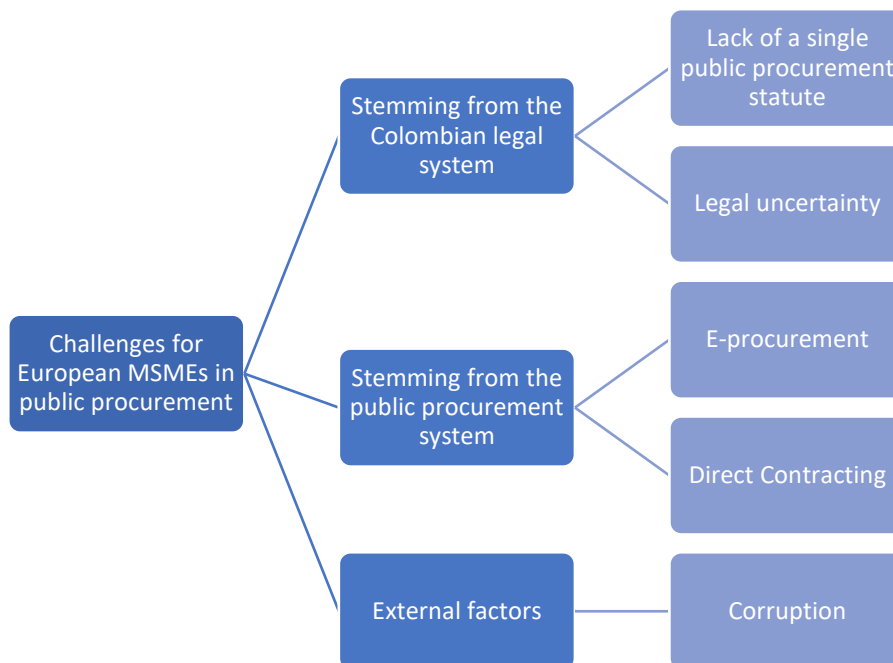 Challenges for
European MSMEs in
public procurement
Stemming from the
Colombian legal
system
Lack of a single
public procurement
statute
Legal uncertainty
Stemming from the
public procurement
system
E-procurement
Direct Contracting
External factors
Corruption